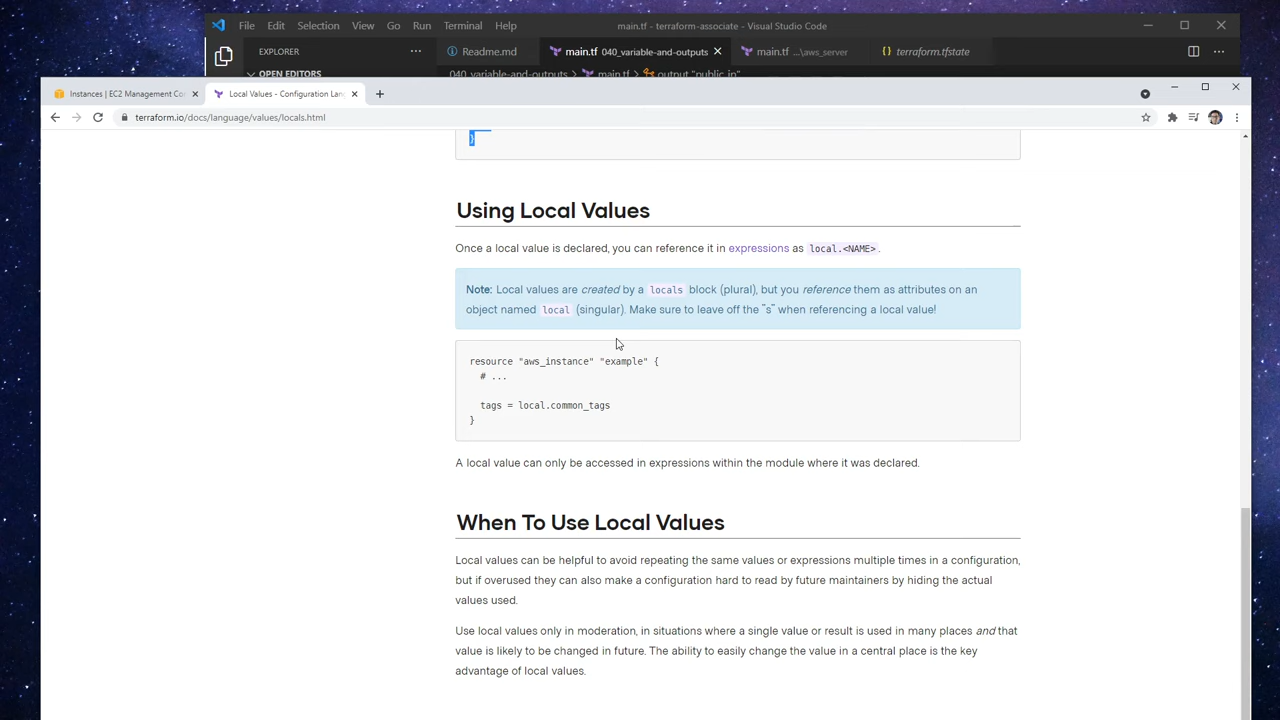 File Edit Selection View Go Run Terminal Help main.tf - terraform-associate - Visual Studio Code
EXPLORER ··· Readme.md main.tf 040_variable-and-outputs main.tf ...\aws_server terraform.tfstate ···
OPEN EDITORS 040_variable-and-outputs > main.tf > output "public_ip"
Instances | EC2 Management Co Local Values - Configuration Lang
terraform.io/docs/language/values/locals.html
}
Using Local Values
Once a local value is declared, you can reference it in expressions as local.<NAME>.
Note: Local values are created by a locals block (plural), but you reference them as attributes on an
object named local (singular). Make sure to leave off the "s" when referencing a local value!
resource "aws_instance" "example" {
# ...
tags = local.common_tags
}
A local value can only be accessed in expressions within the module where it was declared.
When To Use Local Values
Local values can be helpful to avoid repeating the same values or expressions multiple times in a configuration,
but if overused they can also make a configuration hard to read by future maintainers by hiding the actual
values used.
Use local values only in moderation, in situations where a single value or result is used in many places and that
value is likely to be changed in future. The ability to easily change the value in a central place is the key
advantage of local values.